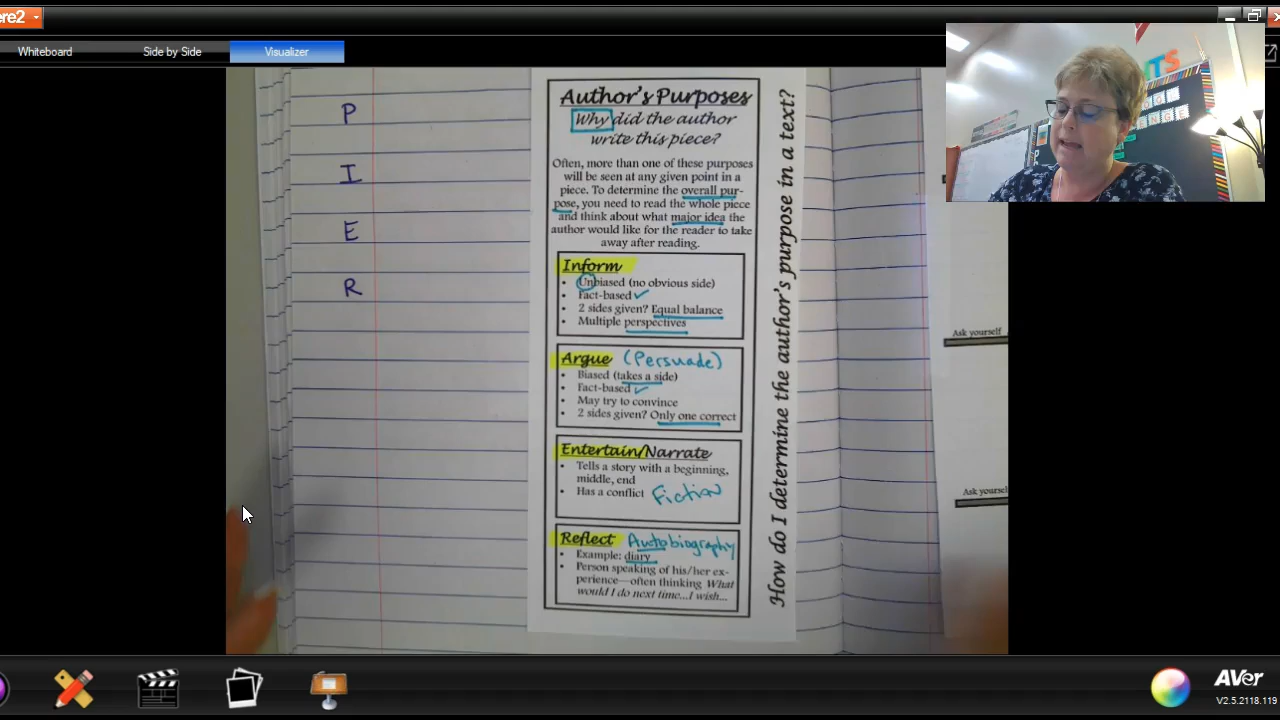 ere2
Whiteboard
Side by Side
Visualizer
P
I
E
R
Author's Purposes
Why did the author
write this piece?
Often, more than one of these purposes
will be seen at any given point in a
piece. To determine the overall pur-
pose, you need to read the whole piece
and think about what major idea the
author would like for the reader to take
away after reading.
Inform
• Unbiased (no obvious side)
• Fact-based ✓
• 2 sides given? Equal balance
• Multiple perspectives
Argue (Persuade)
• Biased (takes a side)
• Fact-based ✓
• May try to convince
• 2 sides given? Only one correct
Entertain/Narrate
• Tells a story with a beginning,
middle, end
• Has a conflict Fiction
Reflect Autobiography
• Example: diary
• Person speaking of his/her ex-
perience—often thinking What
would I do next time...I wish...
How do I determine the author's purpose in a text?
Ask yourself
Ask yourself
TS
AVer
V2.5.2118.119